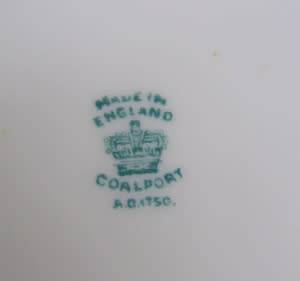 MADE IN
ENGLAND
COALPORT
A.D.1750.